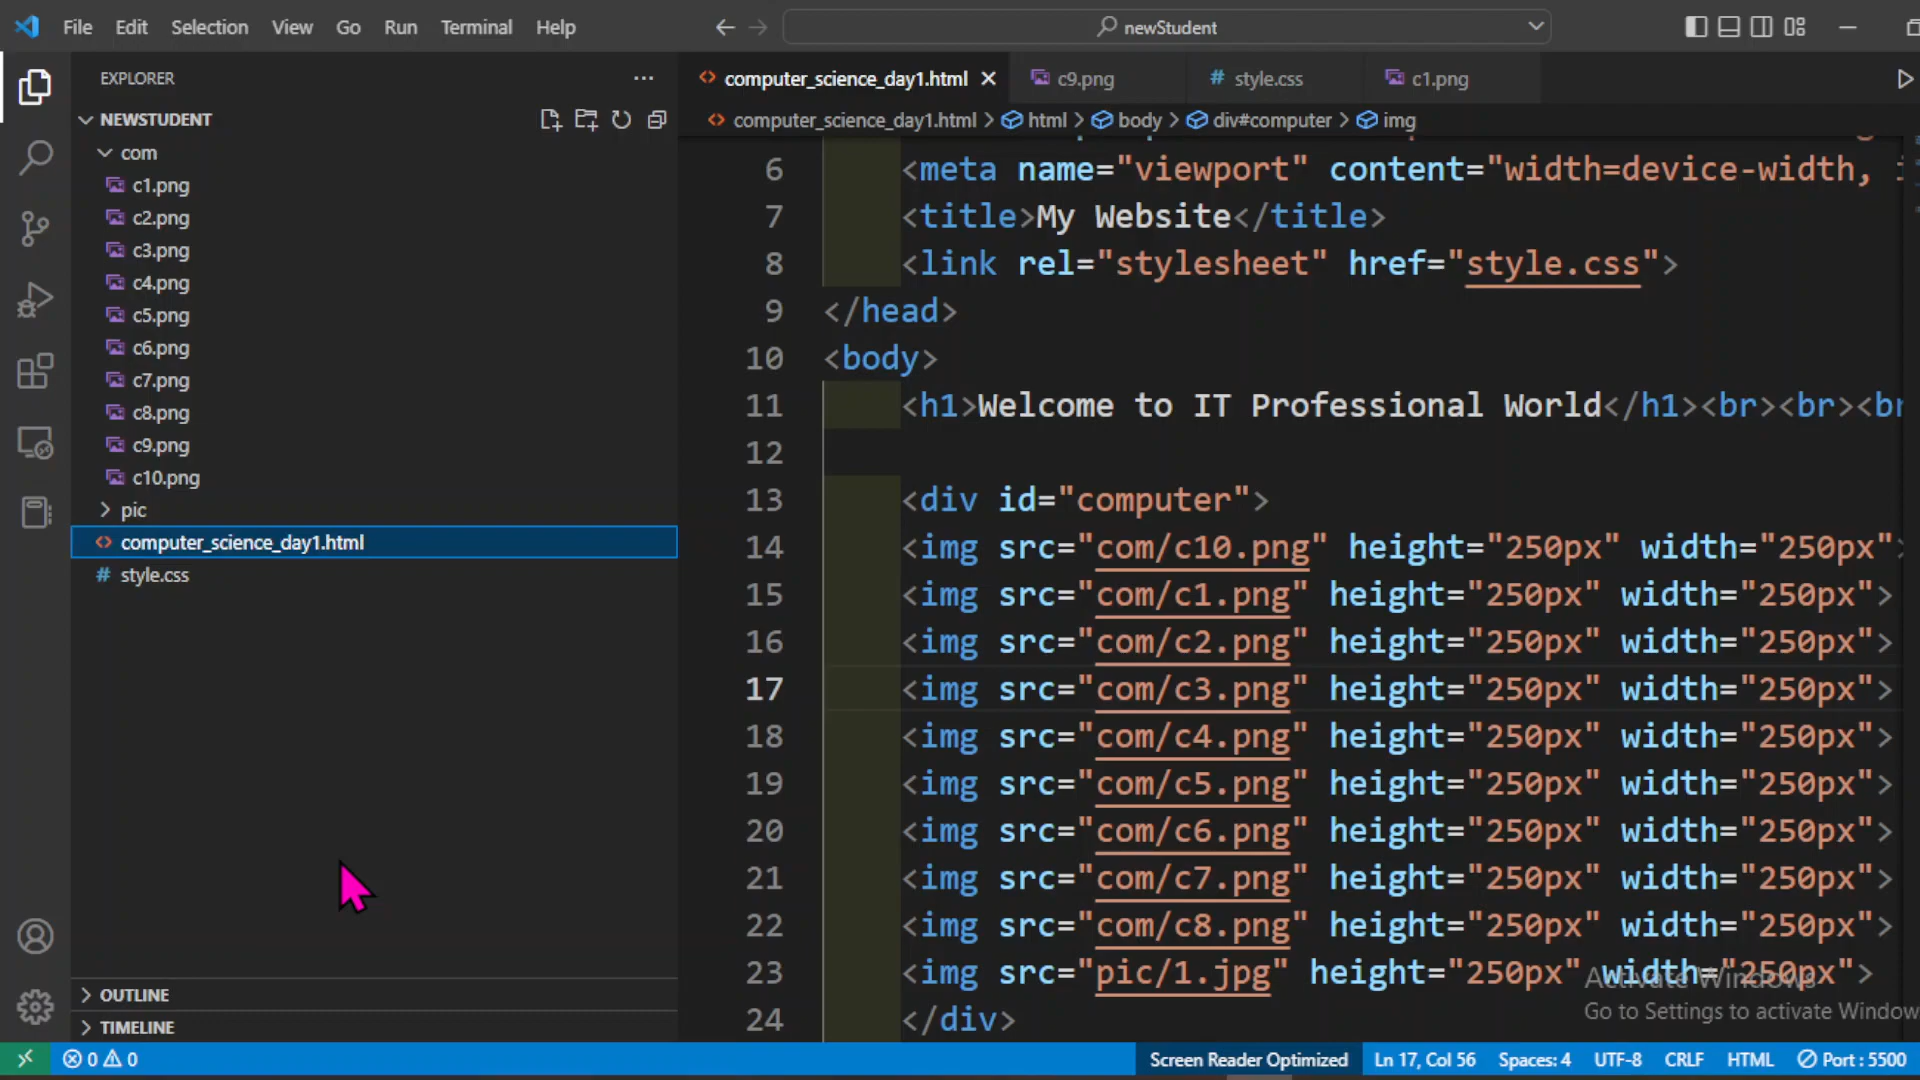 File Edit Selection View Go Run Terminal Help newStudent
EXPLORER
NEWSTUDENT
com
c1.png
c2.png
c3.png
c4.png
c5.png
c6.png
c7.png
c8.png
c9.png
c10.png
pic
computer_science_day1.html
style.css
OUTLINE
TIMELINE
computer_science_day1.html c9.png # style.css c1.png
computer_science_day1.html > html > body > div#computer > img
6 <meta name="viewport" content="width=device-width,
7 <title>My Website</title>
8 <link rel="stylesheet" href="style.css">
9 </head>
10 <body>
11 <h1>Welcome to IT Professional World</h1><br><br><br
12
13 <div id="computer">
14 <img src="com/c10.png" height="250px" width="250px">
15 <img src="com/c1.png" height="250px" width="250px">
16 <img src="com/c2.png" height="250px" width="250px">
17 <img src="com/c3.png" height="250px" width="250px">
18 <img src="com/c4.png" height="250px" width="250px">
19 <img src="com/c5.png" height="250px" width="250px">
20 <img src="com/c6.png" height="250px" width="250px">
21 <img src="com/c7.png" height="250px" width="250px">
22 <img src="com/c8.png" height="250px" width="250px">
23 <img src="pic/1.jpg" height="250px" width="250px">
24 </div>
Activate Windows
Go to Settings to activate Window
0 0 Screen Reader Optimized Ln 17, Col 56 Spaces: 4 UTF-8 CRLF HTML Port : 5500